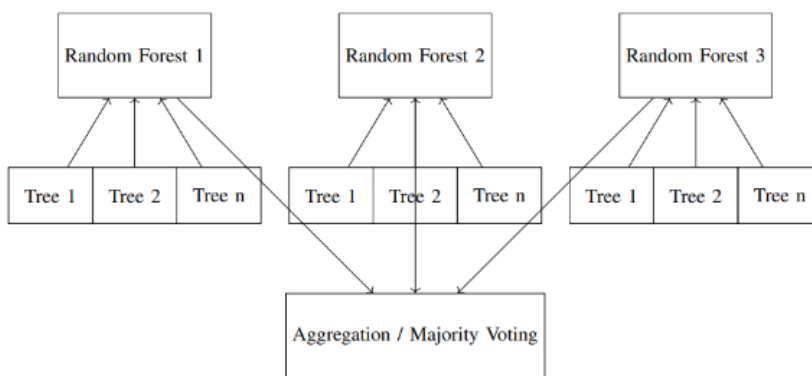 Random Forest 1
Random Forest 2
Random Forest 3
Tree 1
Tree 2
Tree n
Tree 1
Tree 2
Tree n
Tree 1
Tree 2
Tree n
Aggregation / Majority Voting